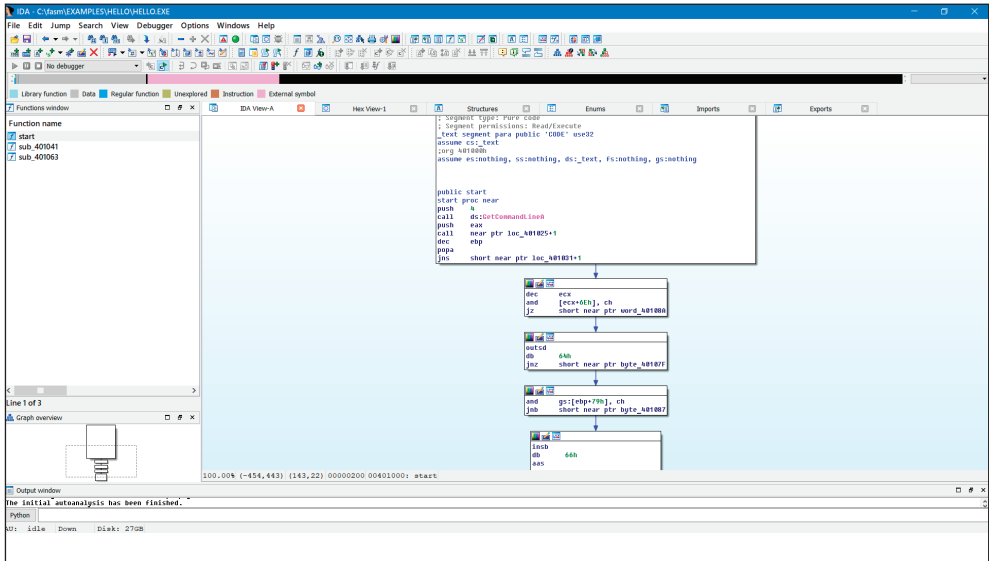 IDA - C:\fasm\EXAMPLES\HELLO\HELLO.EXE
File Edit Jump Search View Debugger Options Windows Help
No debugger
Library function Data Regular function Unexplored Instruction External symbol
Functions window
IDA View-A Hex View-1 Structures Enums Imports Exports
Function name
start
sub_401041
sub_401063
; Segment type: Pure code
; Segment permissions: Read/Execute
_text segment para public 'CODE' use32
assume cs:_text
;org 401000h
assume es:nothing, ss:nothing, ds:_text, fs:nothing, gs:nothing
public start
start proc near
push 4
call ds:GetCommandLineA
push eax
call near ptr loc_401025+1
dec ebp
popa
jns short near ptr loc_401031+1
dec ecx
and [ecx+6Eh], ch
jz short near ptr word_40108A
outsd
db 64h
jnz short near ptr byte_40107F
and gs:[ebp+79h], ch
jnb short near ptr byte_401087
insb
db 66h
aas
Line 1 of 3
Graph overview
100.00% (-454,443) (143,22) 00000200 00401000: start
Output window
The initial autoanalysis has been finished.
Python
AU: idle Down Disk: 27GB